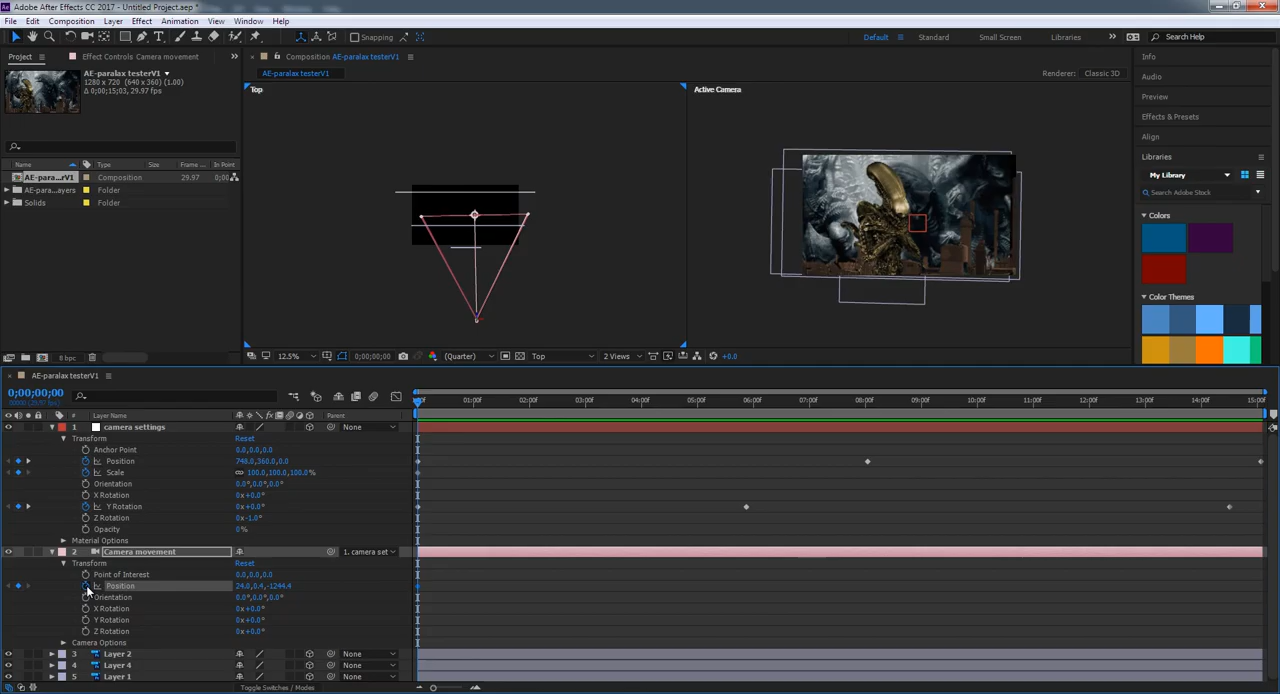 Adobe After Effects CC 2017 - Untitled Project.aep *
File Edit Composition Layer Effect Animation View Window Help
Snapping Default Standard Small Screen Libraries Search Help
Project Effect Controls Camera movement
AE-paralax testerV1
1280 x 720 (640 x 360) (1.00)
Δ 0;00;15;03, 29.97 fps
Name Type Size Frame ... In Point
AE-para...rV1 Composition 29.97 0;00
AE-para...ayers Folder
Solids Folder
8 bpc
Composition AE-paralax testerV1
AE-paralax testerV1
Renderer: Classic 3D
Top
Active Camera
12.5% 0;00;00;00 (Quarter) Top 2 Views +0.0
Info
Audio
Preview
Effects & Presets
Align
Libraries
My Library
Search Adobe Stock
Colors
Color Themes
AE-paralax testerV1
0;00;00;00
00000 (29.97 fps)
# Layer Name Parent
01:00f 02:00f 03:00f 04:00f 05:00f 06:00f 07:00f 08:00f 09:00f 10:00f 11:00f 12:00f 13:00f 14:00f 15:00f
1 camera settings None
Transform Reset
Anchor Point 0.0,0.0,0.0
Position 748.0,360.0,0.0
Scale 100.0,100.0,100.0%
Orientation 0.0°,0.0°,0.0°
X Rotation 0x+0.0°
Y Rotation 0x+0.0°
Z Rotation 0x-1.0°
Opacity 0%
Material Options
2 Camera movement 1. camera set
Transform Reset
Point of Interest 0.0,0.0,0.0
Position 24.0,0.4,-1244.4
Orientation 0.0°,0.0°,0.0°
X Rotation 0x+0.0°
Y Rotation 0x+0.0°
Z Rotation 0x+0.0°
Camera Options
3 Layer 2 None
4 Layer 4 None
5 Layer 1 None
Toggle Switches / Modes